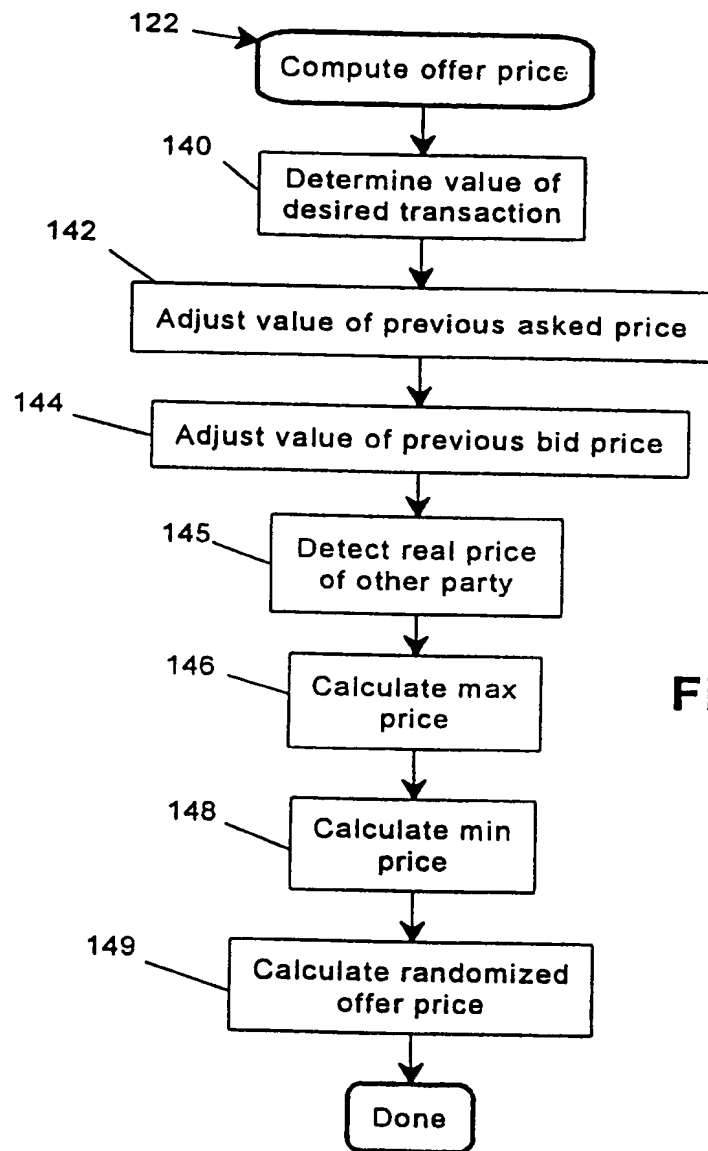 122
Compute offer price
140
Determine value of
desired transaction
142
Adjust value of previous asked price
144
Adjust value of previous bid price
145
Detect real price
of other party
146
Calculate max
price
148
Calculate min
price
149
Calculate randomized
offer price
Done